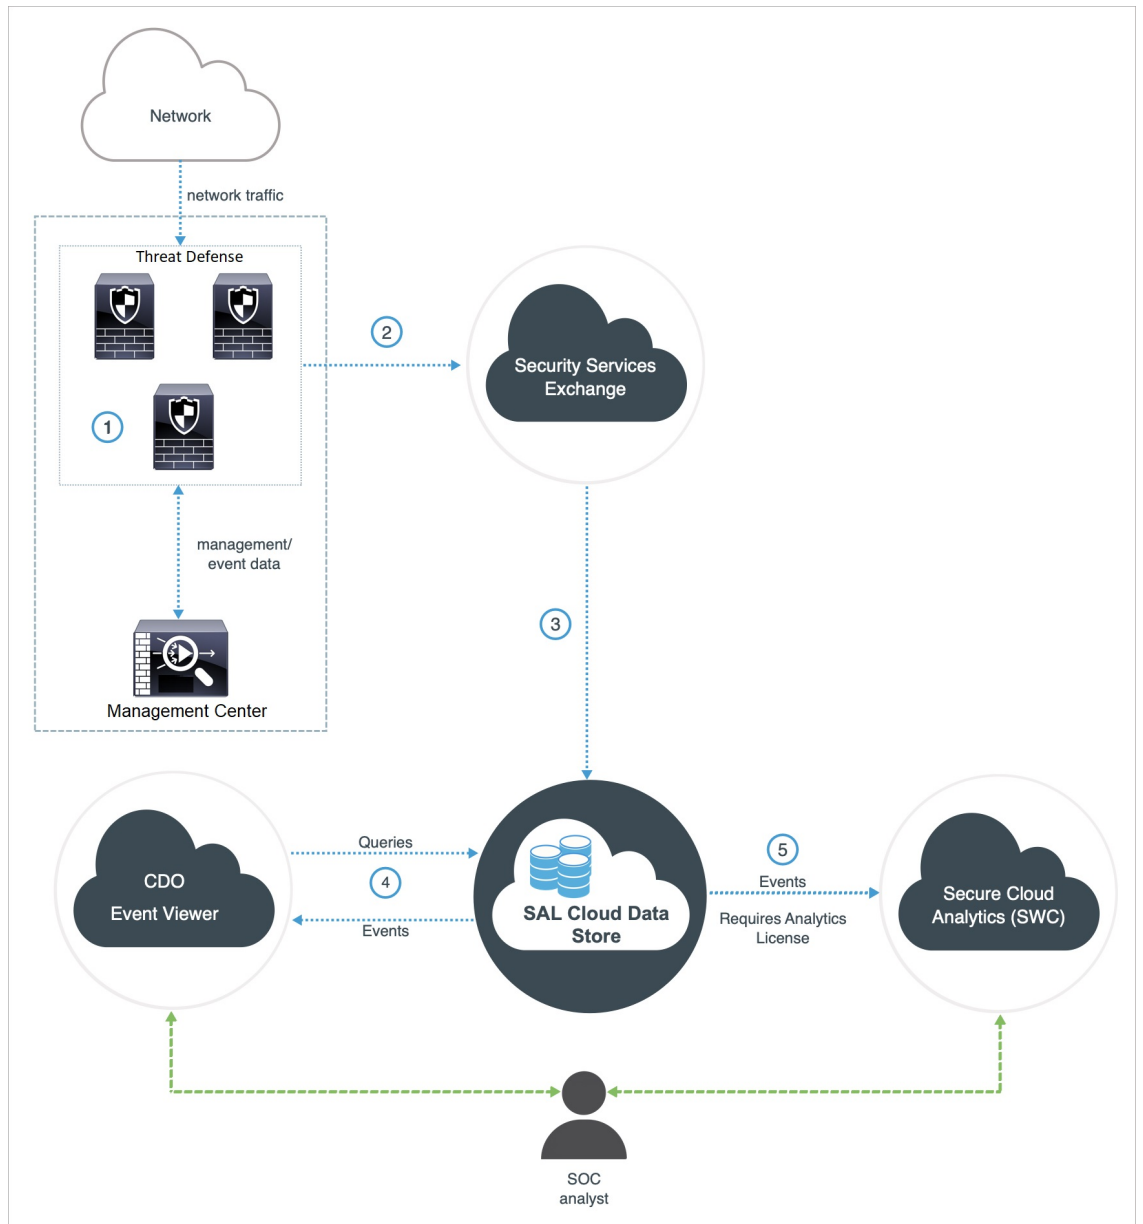 Network
network traffic
Threat Defense
2
Security Services
Exchange
1
management/
event data
3
Management Center
Queries
5
CDO
4
Events
Secure Cloud
Event Viewer
SAL Cloud Data
Analytics (SWC)
Store
Requires Analytics
Events
License
SOC
analyst